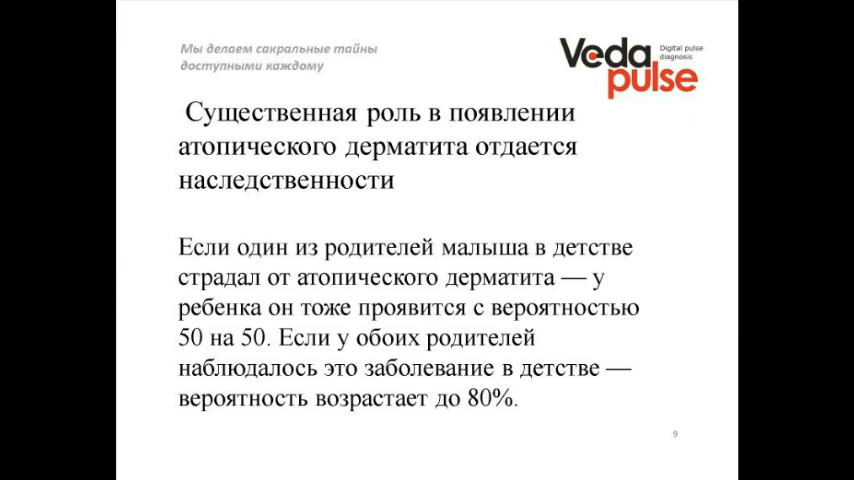 Мы делаем сакральные тайны
доступными каждому
Veda
pulse
Digital pulse
diagnosis
Существенная роль в появлении
атопического дерматита отдается
наследственности
Если один из родителей малыша в детстве
страдал от атопического дерматита — у
ребенка он тоже проявится с вероятностью
50 на 50. Если у обоих родителей
наблюдалось это заболевание в детстве —
вероятность возрастает до 80%.
9